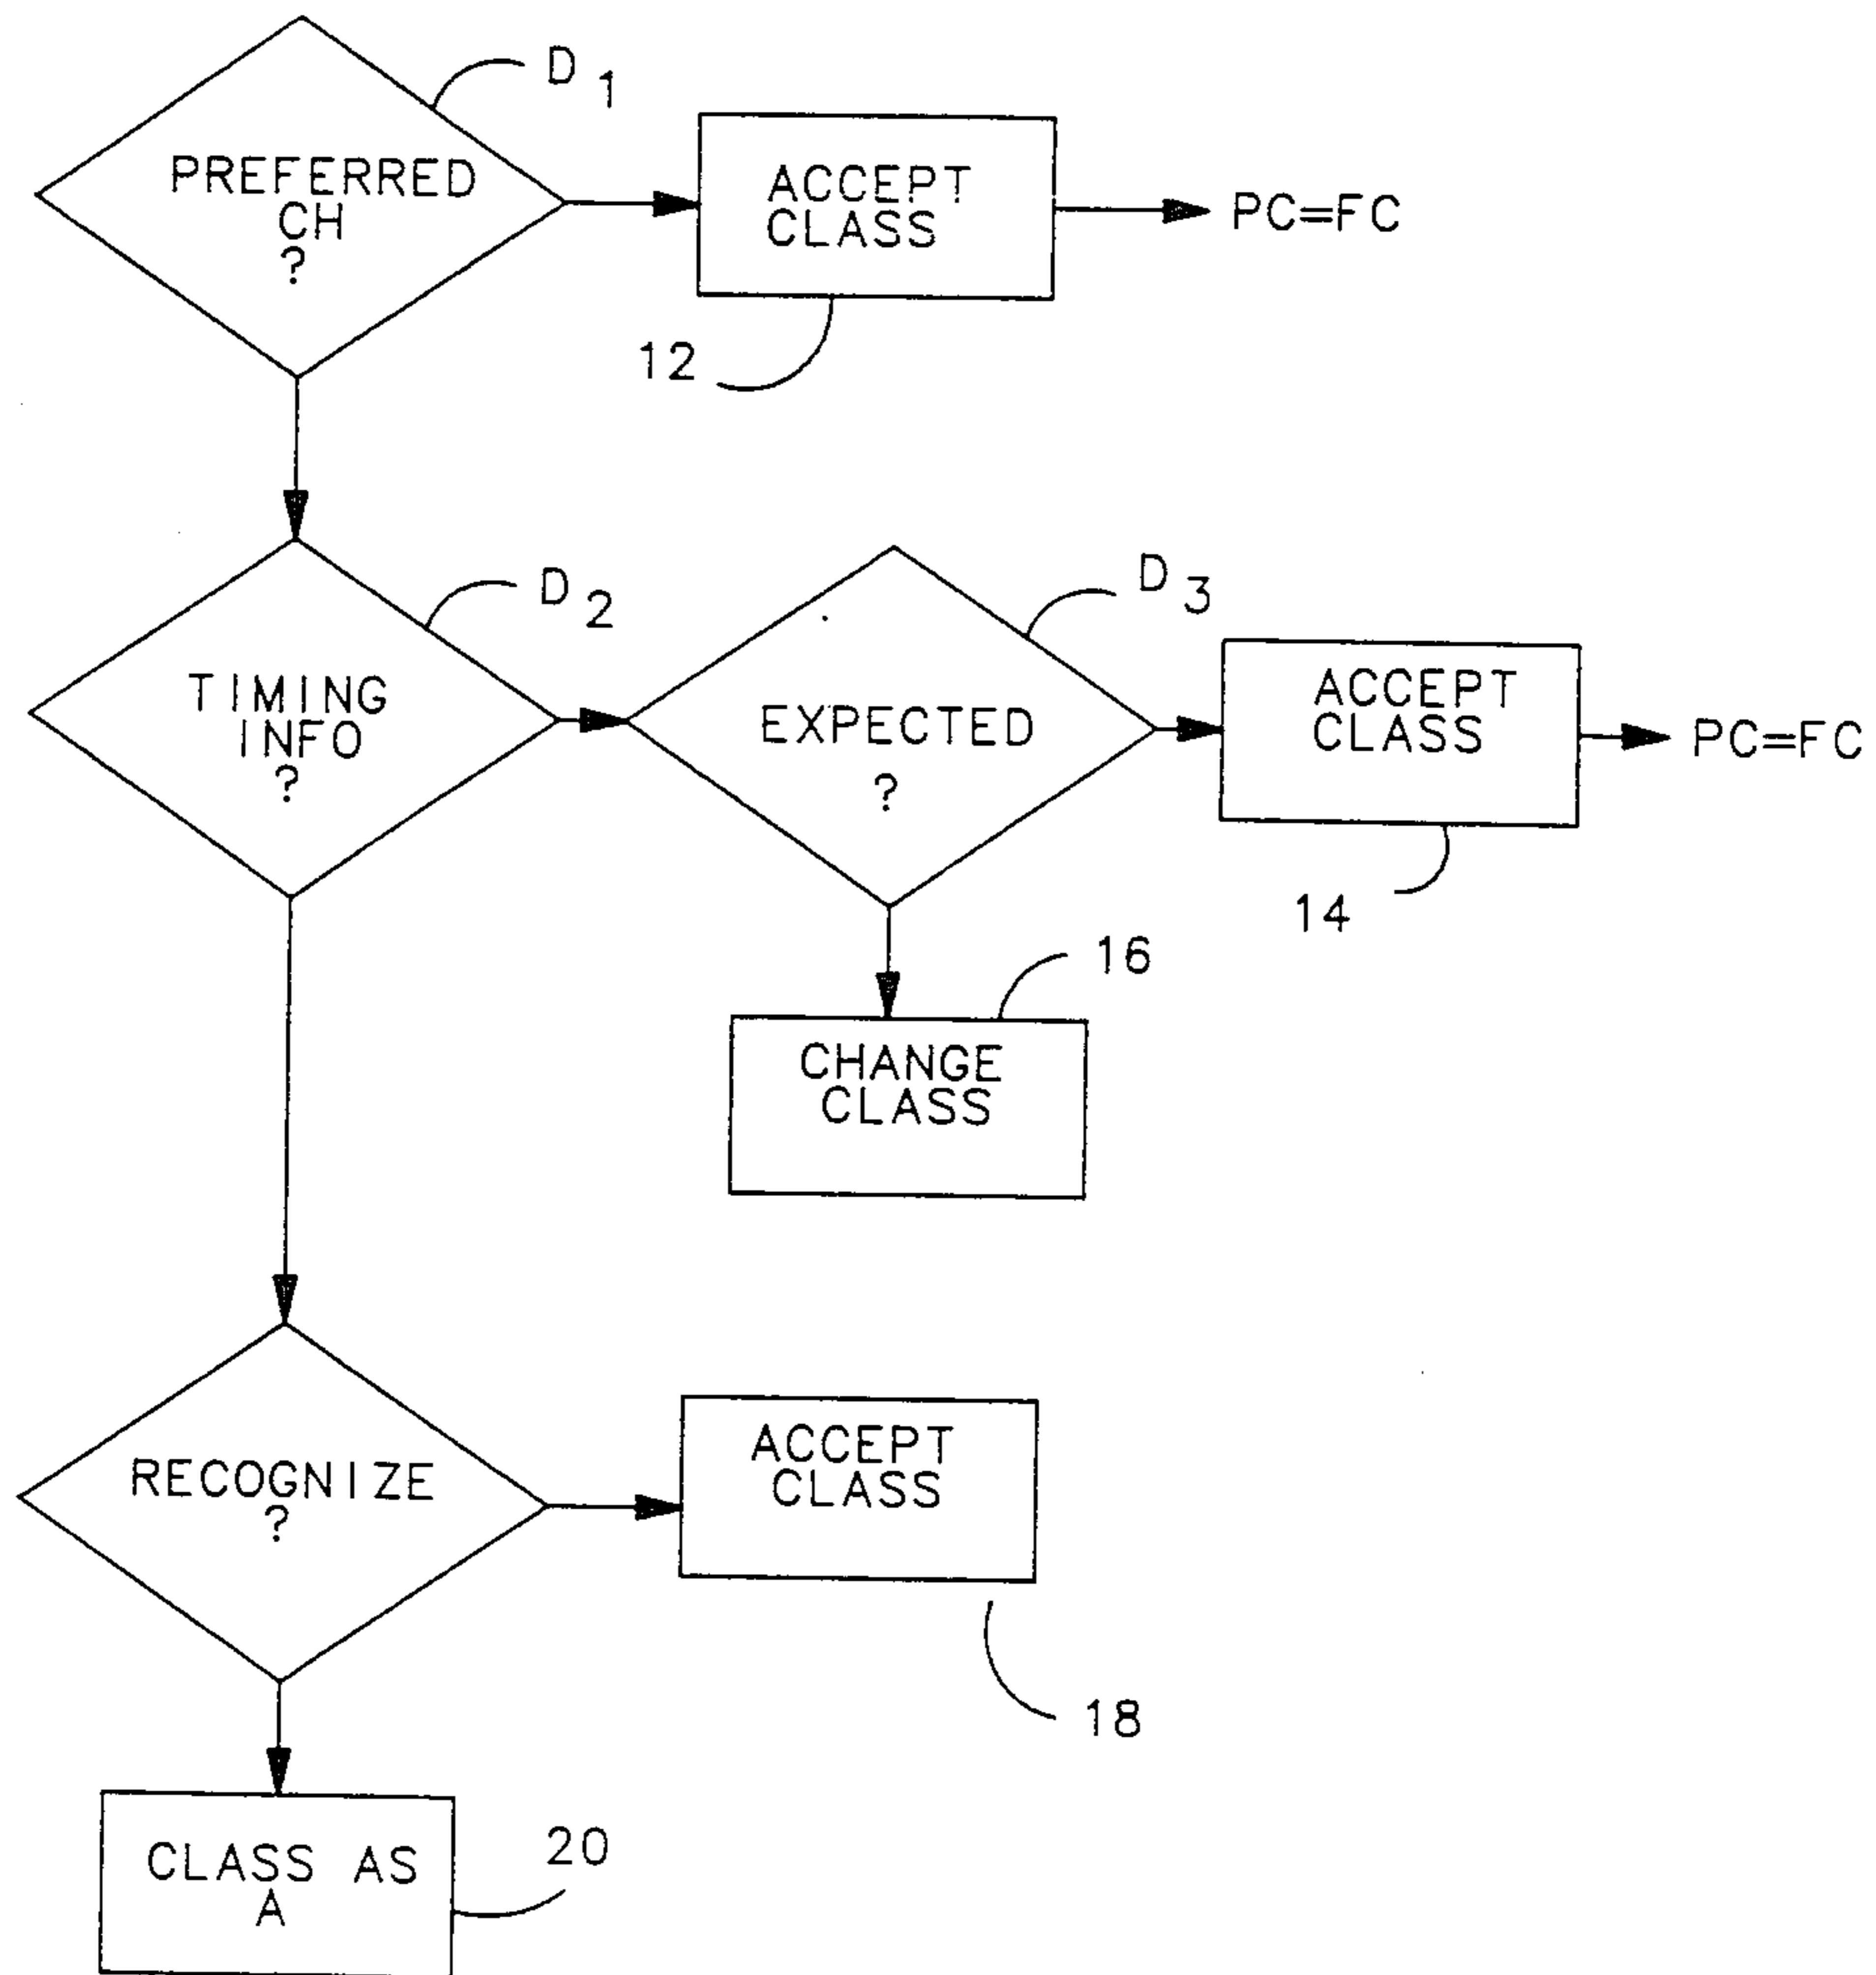 D 1
PREFERRED
CH
?
ACCEPT
CLASS
PC=FC
12
D 2
TIMING
INFO
?
D 3
EXPECTED
?
ACCEPT
CLASS
PC=FC
14
16
CHANGE
CLASS
RECOGNIZE
?
ACCEPT
CLASS
18
CLASS AS
A
20